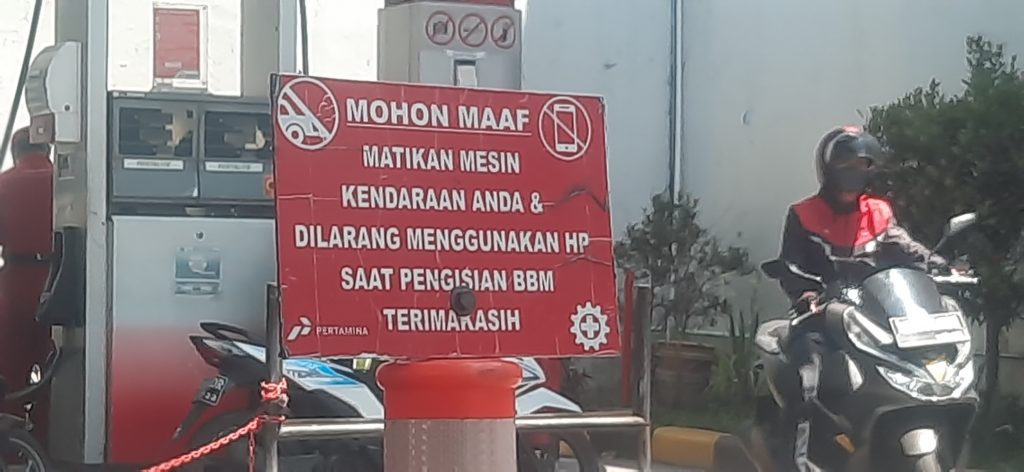 MOHON MAAF
MATIKAN MESIN
KENDARAAN ANDA &
DILARANG MENGGUNAKAN HP
SAAT PENGISIAN BBM
TERIMAKASIH
PERTAMINA